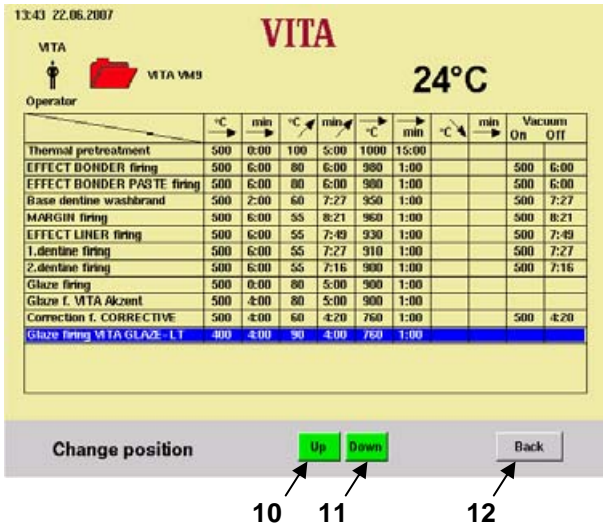 13:43 22.06.2007
VITA
VITA
VITA VM9
24°C
Operator
°C min °C min °C min °C min Vacuum
On Off
Thermal pretreatment 500 0:00 100 5:00 1000 15:00
EFFECT BONDER firing 500 6:00 80 6:00 980 1:00 500 6:00
EFFECT BONDER PASTE firing 500 6:00 80 6:00 980 1:00 500 6:00
Base dentine washbrand 500 2:00 60 7:27 950 1:00 500 7:27
MARGIN firing 500 6:00 55 8:21 960 1:00 500 8:21
EFFECT LINER firing 500 6:00 55 7:49 930 1:00 500 7:49
1.dentine firing 500 6:00 55 7:27 910 1:00 500 7:27
2.dentine firing 500 6:00 55 7:16 900 1:00 500 7:16
Glaze firing 500 0:00 80 5:00 900 1:00
Glaze f. VITA Akzent 500 4:00 80 5:00 900 1:00
Correction f. CORRECTIVE 500 4:00 60 4:20 760 1:00 500 4:20
Glaze firing VITA GLAZE-LT 400 4:00 90 4:00 760 1:00
Change position Up Down Back
10 11 12